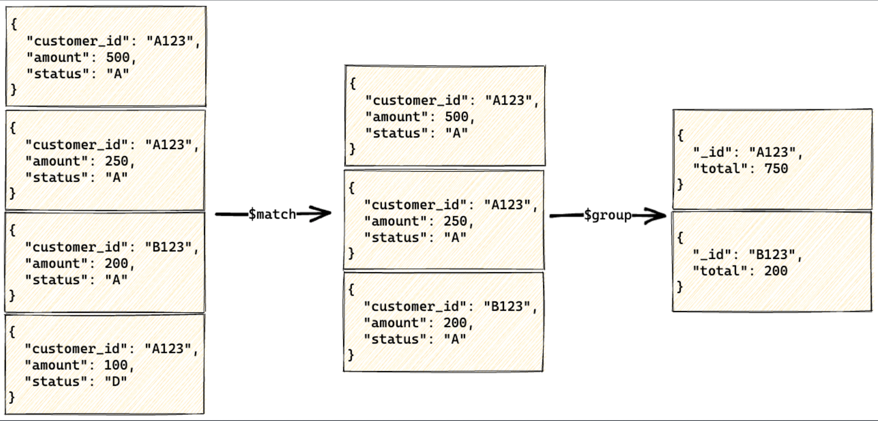 {
"customer_id": "A123",
"amount": 500,
"status": "A"
}
{
"customer_id": "A123",
"amount": 250,
"status": "A"
}
{
"customer_id": "B123",
"amount": 200,
"status": "A"
}
{
"customer_id": "A123",
"amount": 100,
"status": "D"
}
$match
{
"customer_id": "A123",
"amount": 500,
"status": "A"
}
{
"customer_id": "A123",
"amount": 250,
"status": "A"
}
{
"customer_id": "B123",
"amount": 200,
"status": "A"
}
$group
{
"_id": "A123",
"total": 750
}
{
"_id": "B123",
"total": 200
}